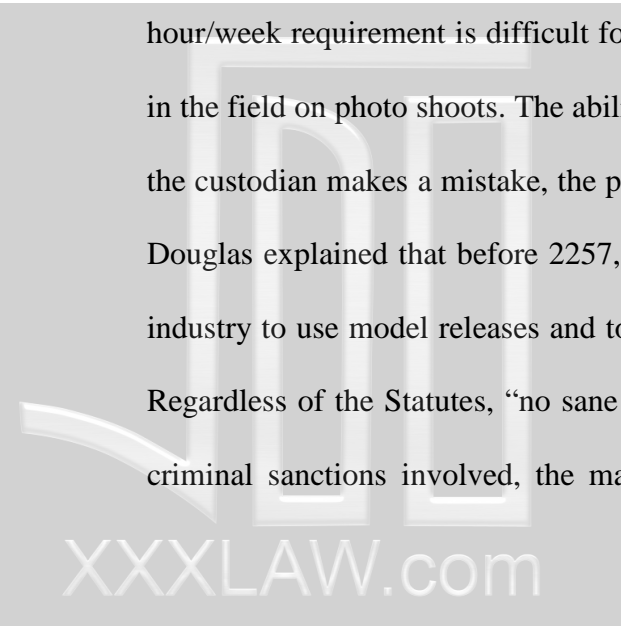 hour/week requirement is difficult fo
in the field on photo shoots. The abil
the custodian makes a mistake, the p
Douglas explained that before 2257,
industry to use model releases and to
Regardless of the Statutes, “no sane
criminal sanctions involved, the ma
XXXLAW.com